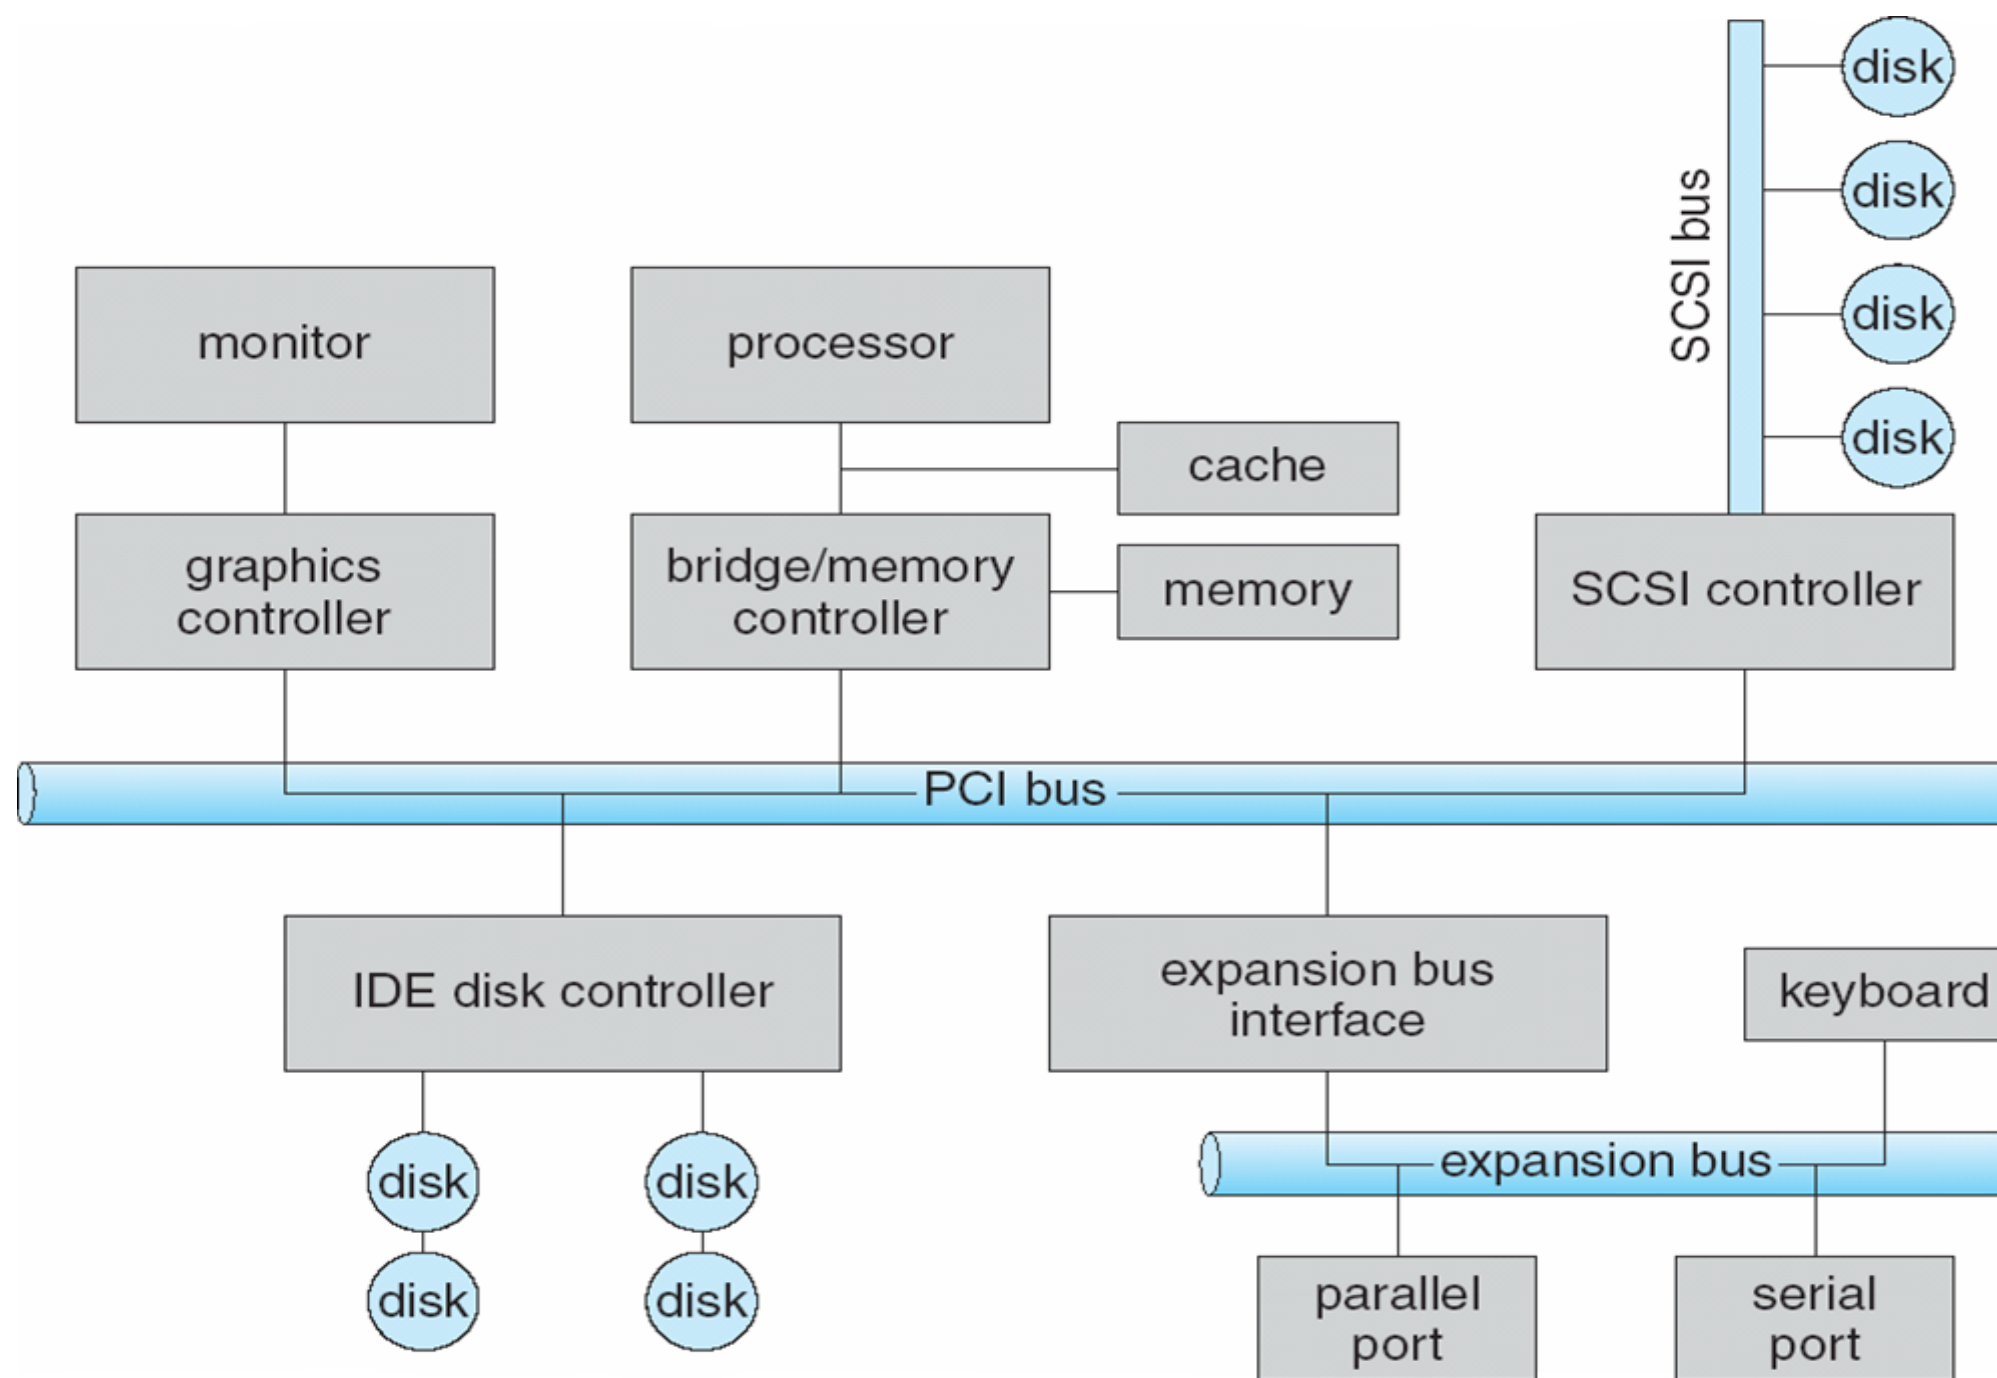 disk
disk
SCSI bus
disk
disk
monitor
processor
cache
graphics
controller
bridge/memory
controller
memory
SCSI controller
PCI bus
IDE disk controller
expansion bus
interface
keyboard
expansion bus
disk
disk
disk
disk
parallel
port
serial
port